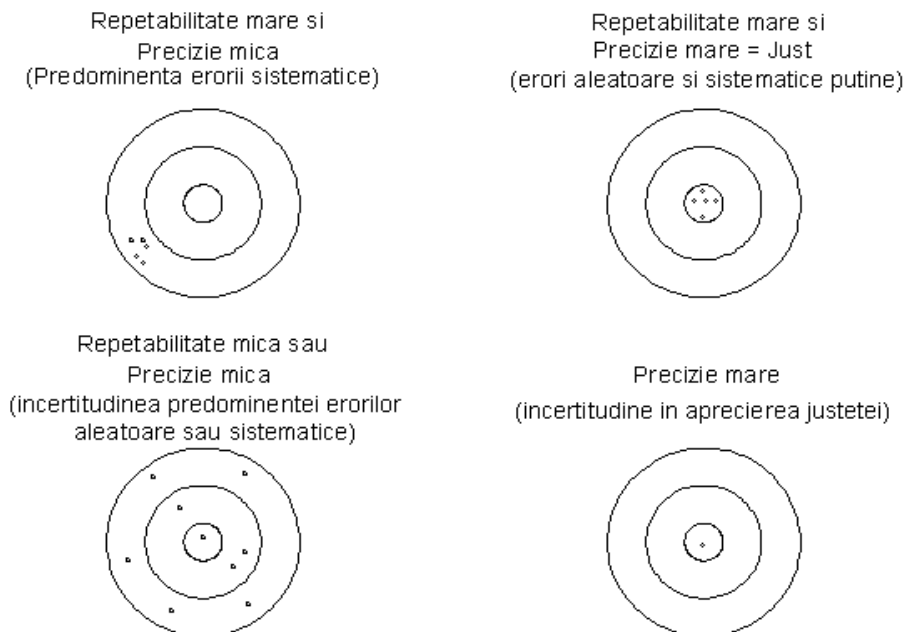 Repetabilitate mare si
Precizie mica
(Predominenta erorii sistematice)
Repetabilitate mare si
Precizie mare = Just
(erori aleatoare si sistematice putine)
Repetabilitate mica sau
Precizie mica
(incertitudinea predominentei erorilor
aleatoare sau sistematice)
Precizie mare
(incertitudine in aprecierea justetei)